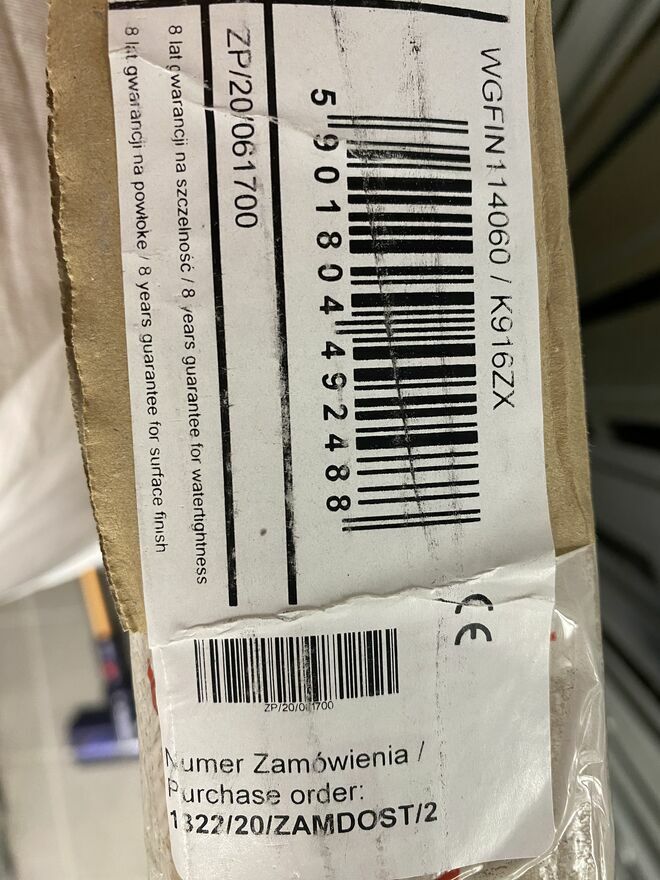 WGFIN114060 / K916ZX
5 901804 492488
ZP/20/061700
8 lat gwarancji na szczelność / 8 years guarantee for watertightness
8 lat gwarancji na powłokę / 8 years guarantee for surface finish
CE
ZP/20/061700
Numer Zamówienia /
Purchase order:
1322/20/ZAMDOST/2